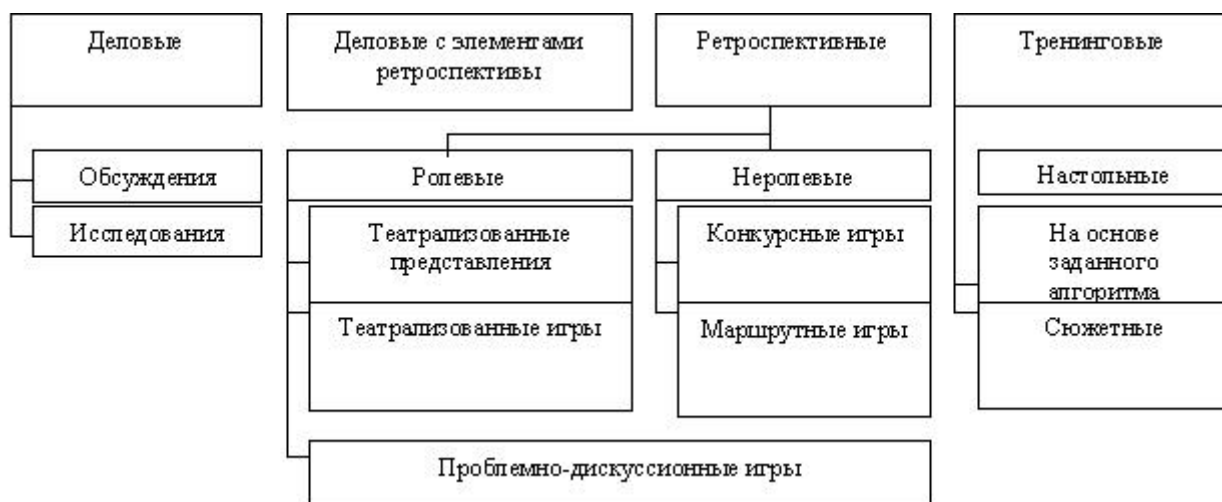 Деловые
Деловые с элементами
ретроспективы
Ретроспективные
Тренинговые
Обсуждения
Исследования
Ролевые
Неролевые
Настольные
Театрализованные
представления
Конкурсные игры
На основе
заданного
алгоритма
Театрализованные игры
Маршрутные игры
Сюжетные
Проблемно-дискуссионные игры